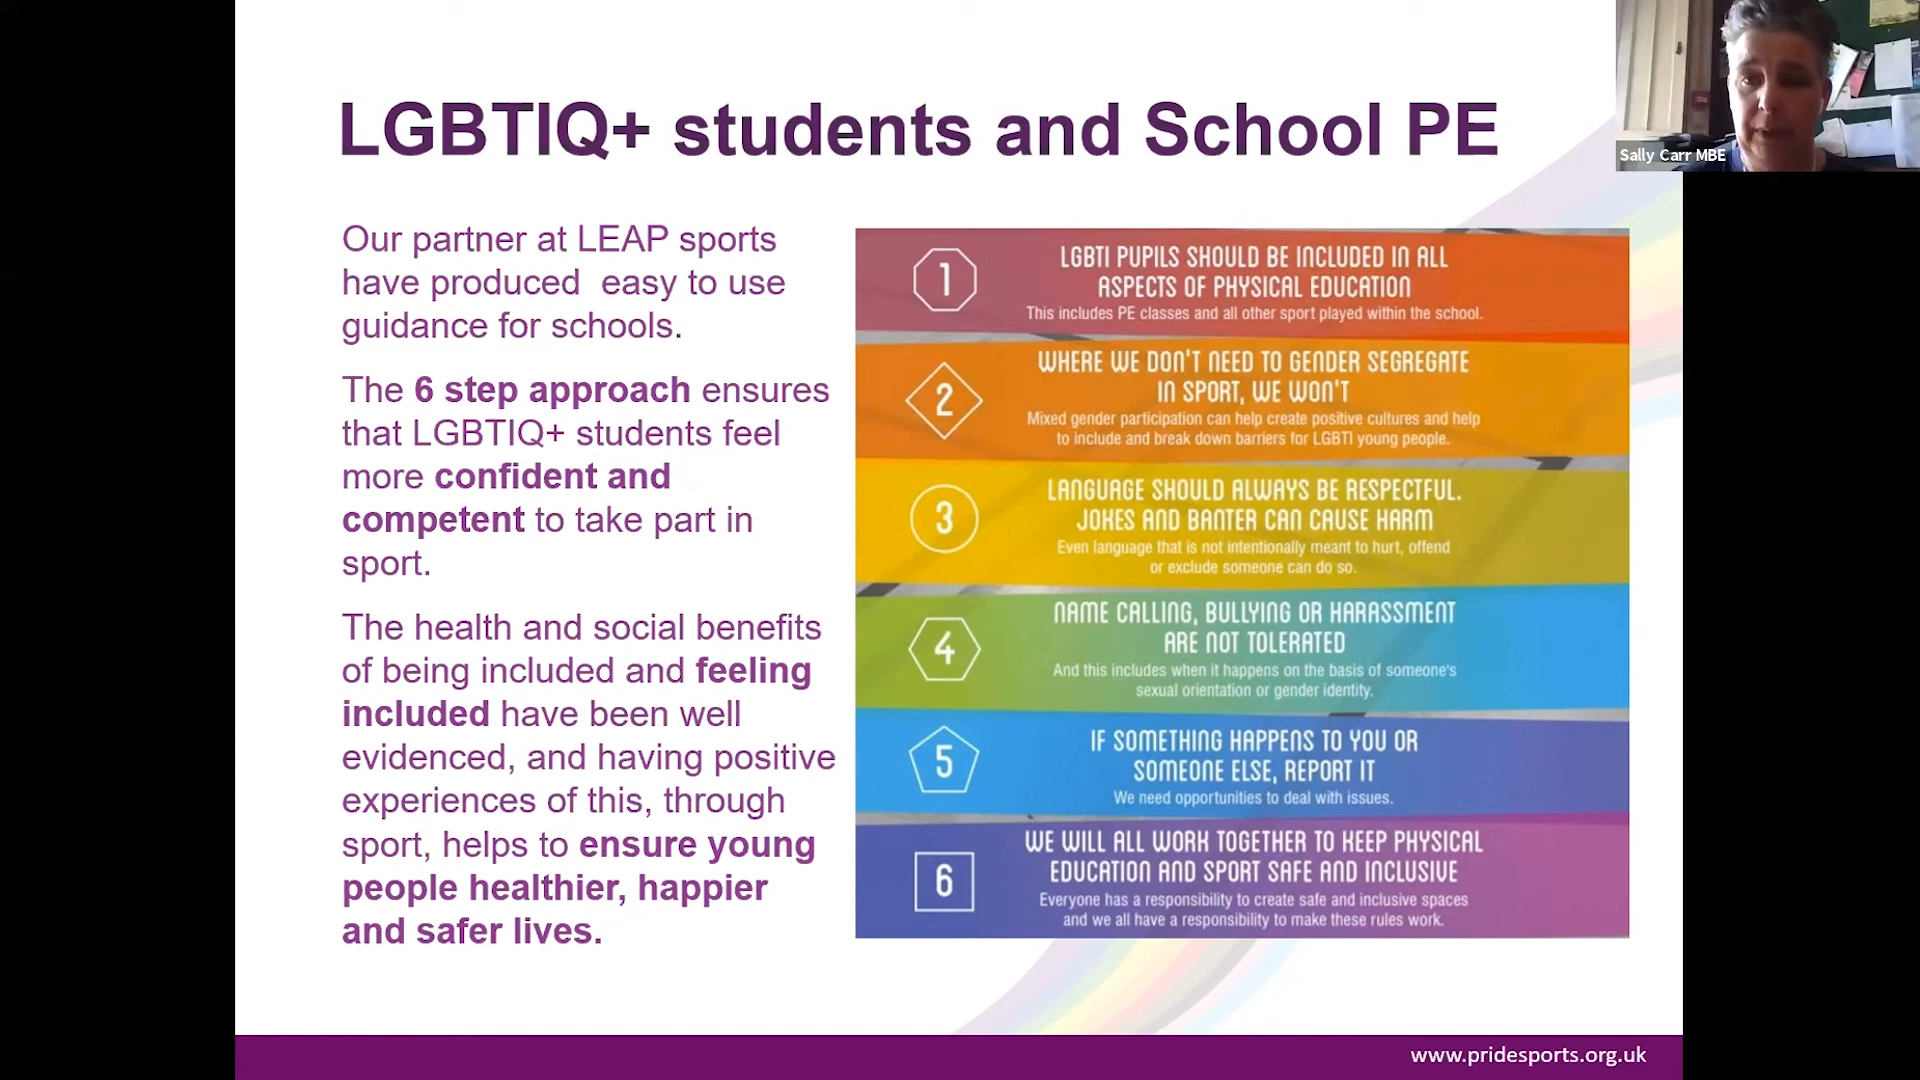 LGBTIQ+ students and School PE
Sally Carr MBE
Our partner at LEAP sports
have produced easy to use
guidance for schools.
The 6 step approach ensures
that LGBTIQ+ students feel
more confident and
competent to take part in
sport.
The health and social benefits
of being included and feeling
included have been well
evidenced, and having positive
experiences of this, through
sport, helps to ensure young
people healthier, happier
and safer lives.
1
LGBTI PUPILS SHOULD BE INCLUDED IN ALL
ASPECTS OF PHYSICAL EDUCATION
This includes PE classes and all other sport played within the school.
2
WHERE WE DON'T NEED TO GENDER SEGREGATE
IN SPORT, WE WON'T
Mixed gender participation can help create positive cultures and help
to include and break down barriers for LGBTI young people.
3
LANGUAGE SHOULD ALWAYS BE RESPECTFUL.
JOKES AND BANTER CAN CAUSE HARM
Even language that is not intentionally meant to hurt, offend
or exclude someone can do so.
4
NAME CALLING, BULLYING OR HARASSMENT
ARE NOT TOLERATED
And this includes when it happens on the basis of someone's
sexual orientation or gender identity.
5
IF SOMETHING HAPPENS TO YOU OR
SOMEONE ELSE, REPORT IT
We need opportunities to deal with issues.
6
WE WILL ALL WORK TOGETHER TO KEEP PHYSICAL
EDUCATION AND SPORT SAFE AND INCLUSIVE
Everyone has a responsibility to create safe and inclusive spaces
and we all have a responsibility to make these rules work.
www.pridesports.org.uk